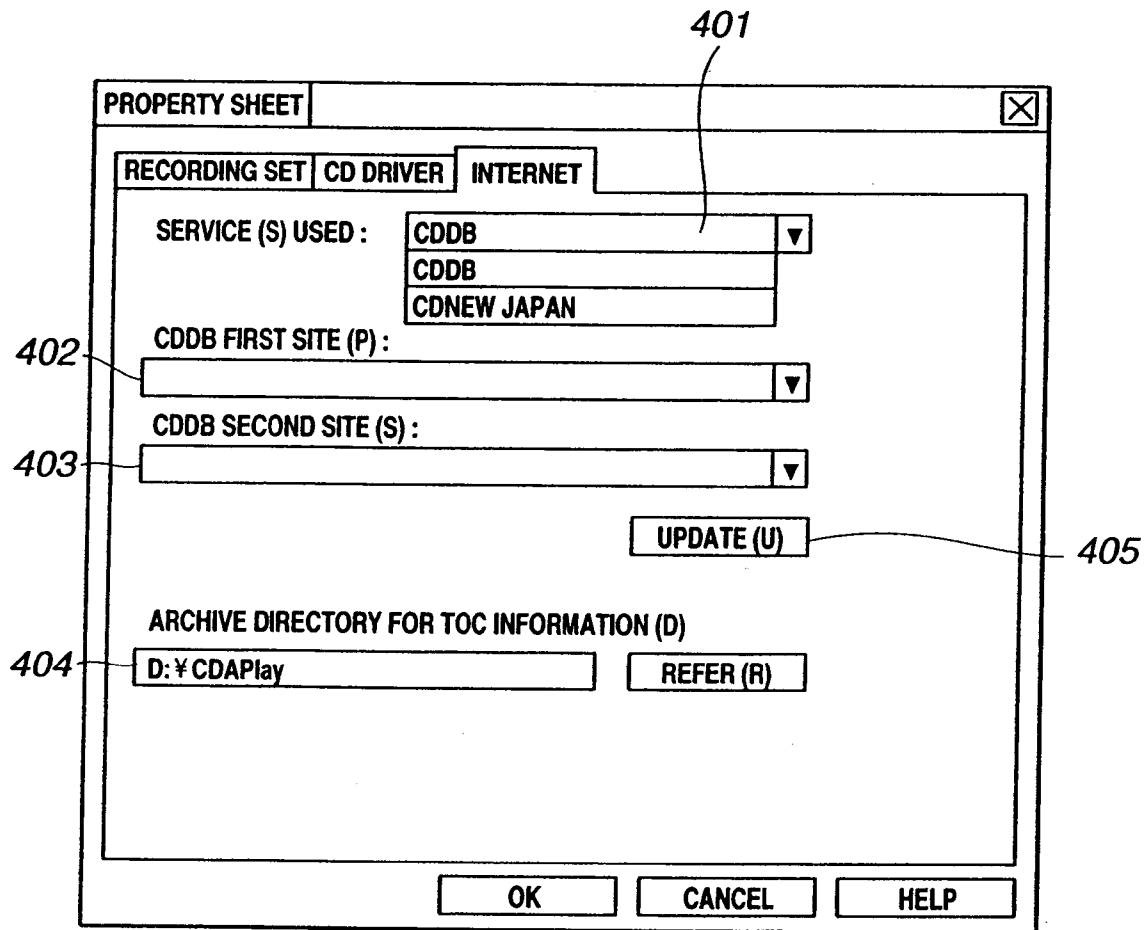 401
PROPERTY SHEET
RECORDING SET CD DRIVER INTERNET
SERVICE (S) USED : CDDB
CDDB
CDNEW JAPAN
CDDB FIRST SITE (P) :
402
CDDB SECOND SITE (S) :
403
UPDATE (U)
405
ARCHIVE DIRECTORY FOR TOC INFORMATION (D)
404 D:¥CDAPlay REFER (R)
OK CANCEL HELP